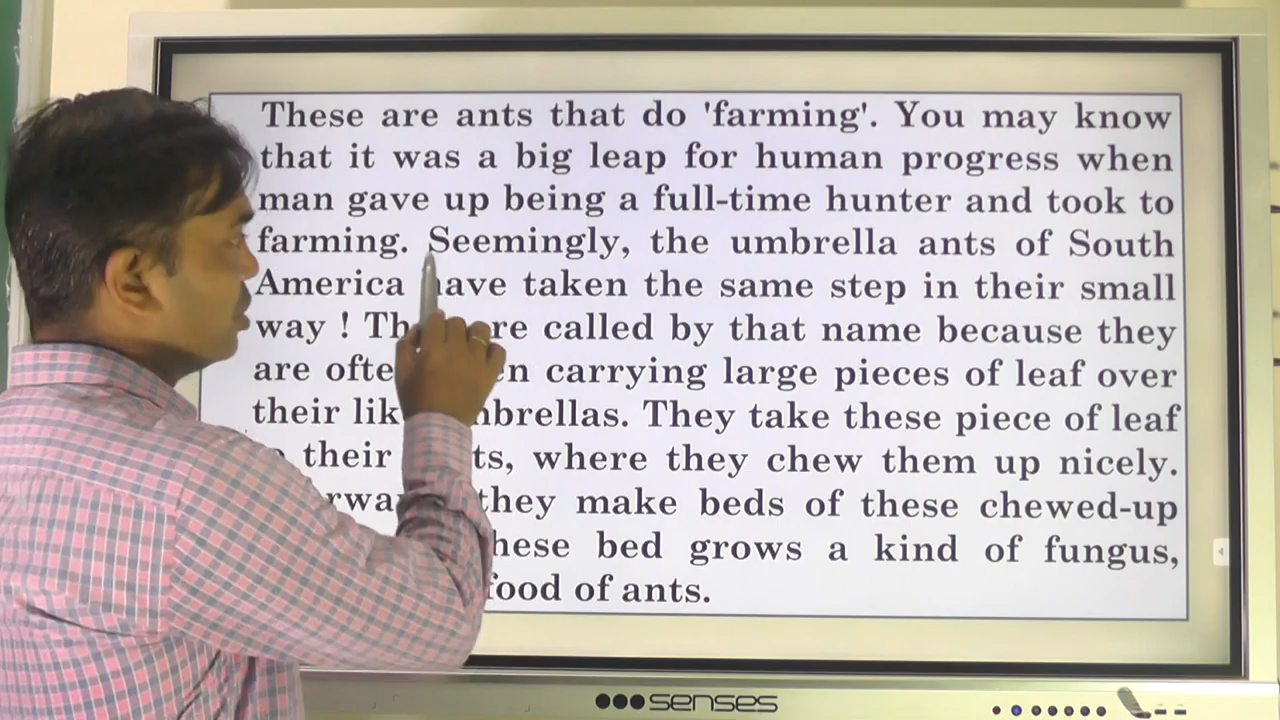 These are ants that do 'farming'. You may know
that it was a big leap for human progress when
man gave up being a full-time hunter and took to
farming. Seemingly, the umbrella ants of South
America have taken the same step in their small
way ! called by that name because they
are carrying large pieces of leaf over
their umbrellas. They take these piece of leaf
their where they chew them up nicely.
they make beds of these chewed-up
bed grows a kind of fungus,
food of ants.
senses